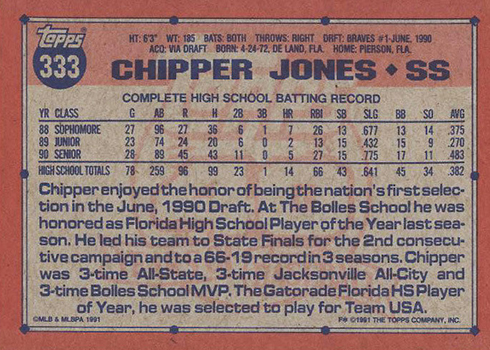 topps
333
HT: 6'3" WT: 185 BATS: BOTH THROWS: RIGHT DRFT: BRAVES #1-JUNE, 1990
ACQ: VIA DRAFT BORN: 4-24-72, DE LAND, FLA. HOME: PIERSON, FLA.
CHIPPER JONES ◆ SS
COMPLETE HIGH SCHOOL BATTING RECORD
YR CLASS G AB R H 2B 3B HR RBI SB SLG BB SO AVG
88 SOPHOMORE 27 96 27 36 6 1 7 26 13 .677 13 14 .375
89 JUNIOR 23 74 24 20 6 0 2 13 15 .432 15 9 .270
90 SENIOR 28 89 45 43 11 0 5 27 15 .775 17 11 .483
HIGH SCHOOL TOTALS 78 259 96 99 23 1 14 66 43 .641 45 34 .382
Chipper enjoyed the honor of being the nation's first selec-
tion in the June, 1990 Draft. At The Bolles School he was
honored as Florida High School Player of the Year last sea-
son. He led his team to State Finals for the 2nd consecutive
campaign and to a 66-19 record in 3 seasons. Chipper
was 3-time All-State, 3-time Jacksonville All-City and
3-time Bolles School MVP. The Gatorade Florida HS Player
of Year, he was selected to play for Team USA.
©MLB & MLBPA 1991
F* ©1991 THE TOPPS COMPANY, INC.